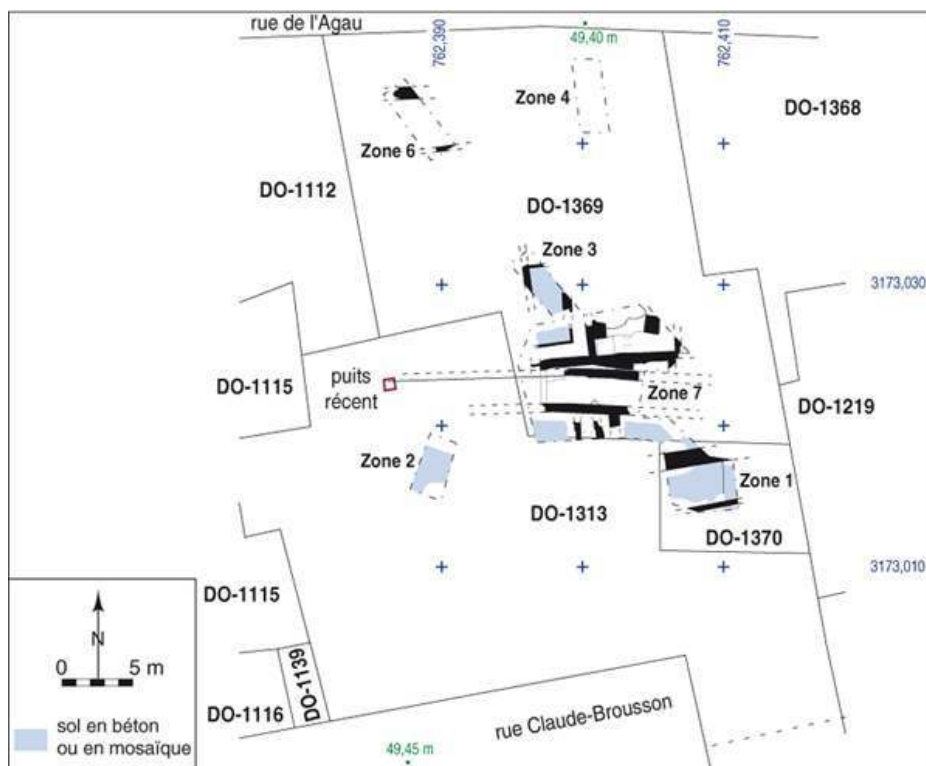 rue de l'Agau
762,390
49,40 m
762,410
Zone 4
DO-1368
Zone 6
DO-1112
DO-1369
Zone 3
3173,030
DO-1115
puits
récent
Zone 7
DO-1219
Zone 2
Zone 1
DO-1313
DO-1370
3173,010
DO-1115
N
0 5 m
DO-1139
DO-1116
rue Claude-Brousson
sol en béton
ou en mosaïque
49,45 m